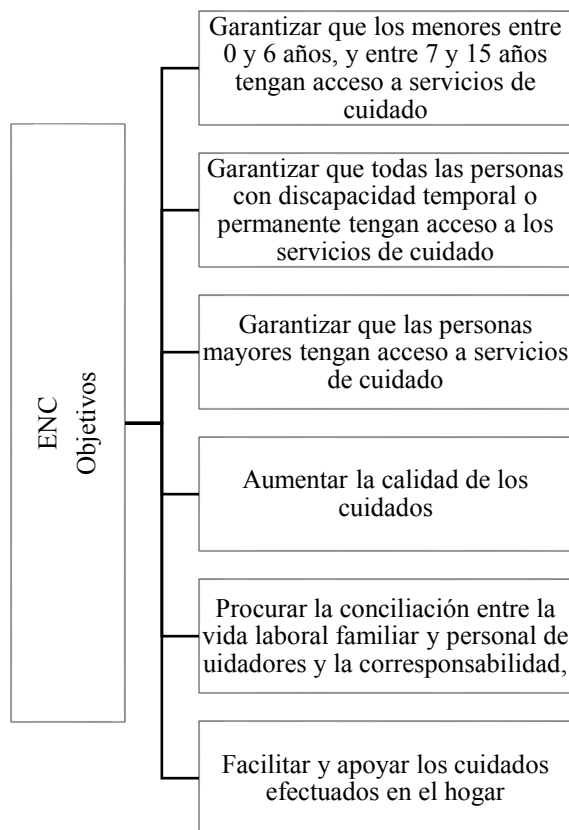 ENC
Objetivos
Garantizar que los menores entre
0 y 6 años, y entre 7 y 15 años
tengan acceso a servicios de
cuidado
Garantizar que todas las personas
con discapacidad temporal o
permanente tengan acceso a los
servicios de cuidado
Garantizar que las personas
mayores tengan acceso a servicios
de cuidado
Aumentar la calidad de los
cuidados
Procurar la conciliación entre la
vida laboral familiar y personal de
uidadores y la corresponsabilidad,
Facilitar y apoyar los cuidados
efectuados en el hogar